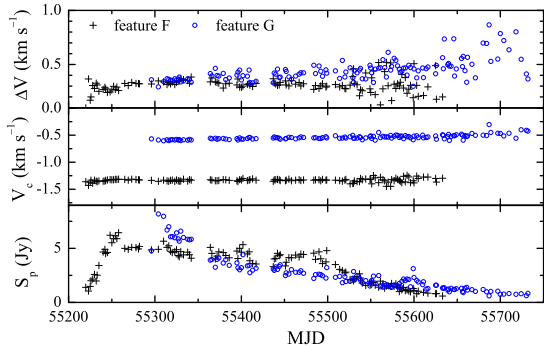 + feature F ○ feature G
ΔV (km s⁻¹)
1.0
0.5
0.0
V_c (km s⁻¹)
-0.5
-1.0
-1.5
S_p (Jy)
5
0
55200 55300 55400 55500 55600 55700
MJD